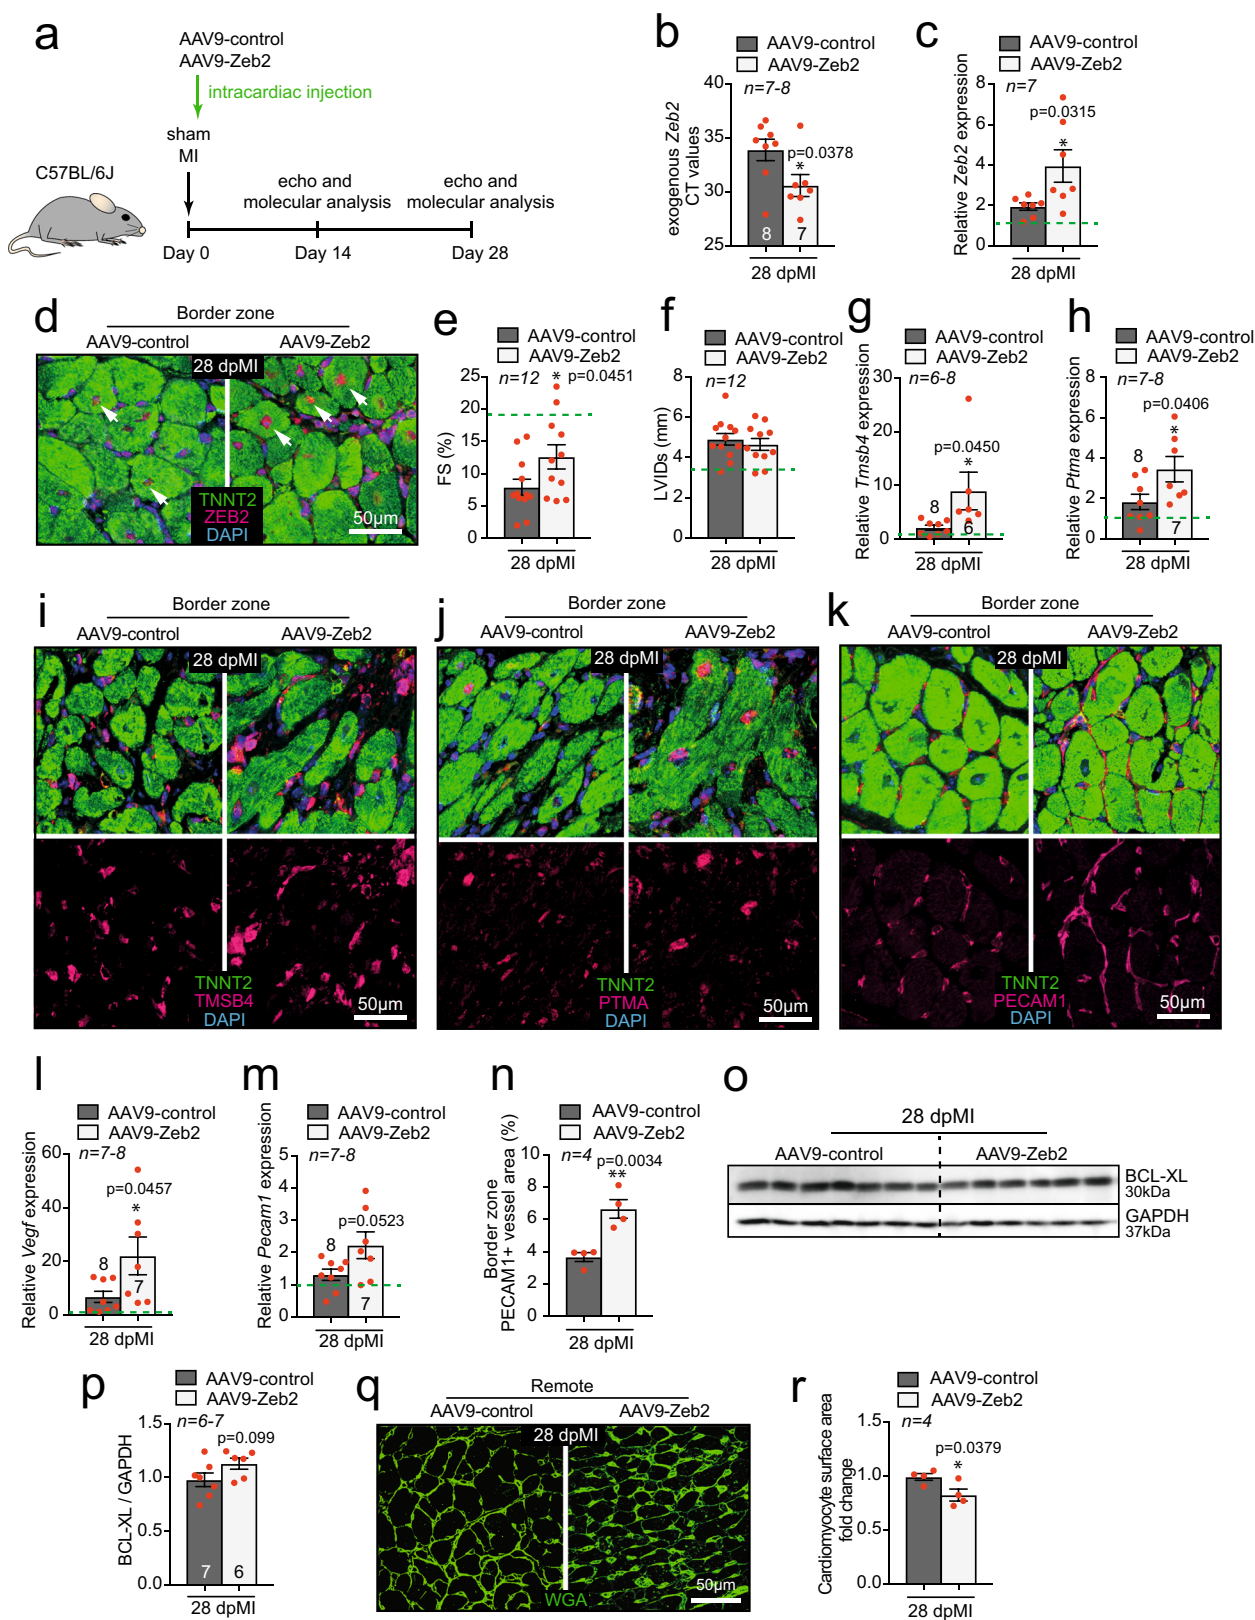 a
AAV9-control
AAV9-Zeb2
intracardiac injection
sham
MI
C57BL/6J
echo and
molecular analysis
echo and
molecular analysis
Day 0
Day 14
Day 28
b
AAV9-control
AAV9-Zeb2
n=7-8
exogenous Zeb2
CT values
40
35
30
25
p=0.0378
*
8
7
28 dpMI
c
AAV9-control
AAV9-Zeb2
n=7
Relative Zeb2 expression
8
6
4
2
0
p=0.0315
*
28 dpMI
d
Border zone
AAV9-control
AAV9-Zeb2
28 dpMI
TNNT2
ZEB2
DAPI
50µm
e
AAV9-control
AAV9-Zeb2
n=12
* p=0.0451
FS (%)
25
20
15
10
5
0
28 dpMI
f
AAV9-control
AAV9-Zeb2
n=12
LVIDs (mm)
8
6
4
2
0
28 dpMI
g
AAV9-control
AAV9-Zeb2
n=6-8
Relative Tmsb4 expression
30
20
10
0
p=0.0450
*
8
6
28 dpMI
h
AAV9-control
AAV9-Zeb2
n=7-8
Relative Ptma expression
8
6
4
2
0
p=0.0406
*
8
7
28 dpMI
i
Border zone
AAV9-control
AAV9-Zeb2
28 dpMI
TNNT2
TMSB4
DAPI
50µm
j
Border zone
AAV9-control
AAV9-Zeb2
28 dpMI
TNNT2
PTMA
DAPI
50µm
k
Border zone
AAV9-control
AAV9-Zeb2
28 dpMI
TNNT2
PECAM1
DAPI
50µm
l
AAV9-control
AAV9-Zeb2
n=7-8
Relative Vegf expression
60
40
20
0
p=0.0457
*
8
7
28 dpMI
m
AAV9-control
AAV9-Zeb2
n=7-8
Relative Pecam1 expression
5
4
3
2
1
0
p=0.0523
8
7
28 dpMI
n
AAV9-control
AAV9-Zeb2
n=4
Border zone
PECAM1+ vessel area (%)
10
8
6
4
2
0
p=0.0034
**
28 dpMI
o
28 dpMI
AAV9-control
AAV9-Zeb2
BCL-XL
30kDa
GAPDH
37kDa
p
AAV9-control
AAV9-Zeb2
n=6-7
BCL-XL / GAPDH
1.5
1.0
0.5
0.0
p=0.099
7
6
28 dpMI
q
Remote
AAV9-control
AAV9-Zeb2
28 dpMI
WGA
50µm
r
AAV9-control
AAV9-Zeb2
n=4
Cardiomyocyte surface area
fold change
1.5
1.0
0.5
0.0
p=0.0379
*
28 dpMI